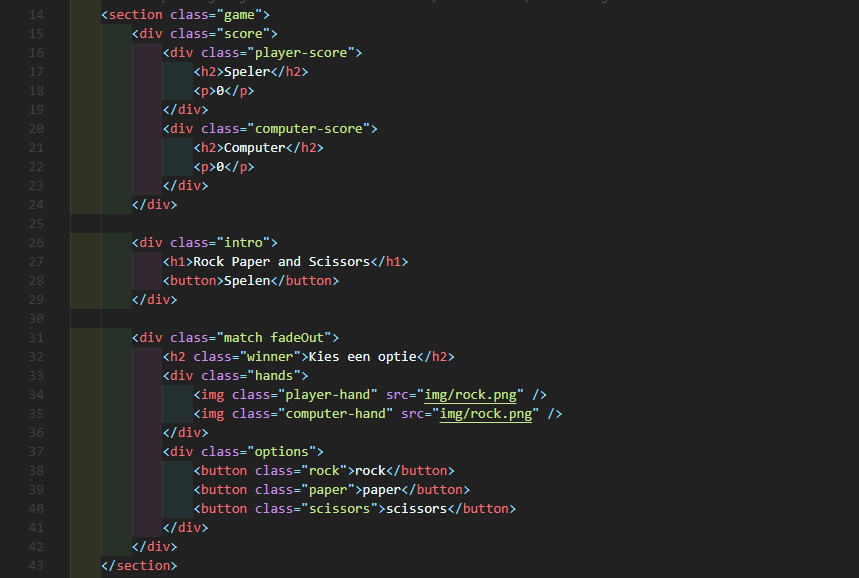 14 <section class="game">
15 <div class="score">
16 <div class="player-score">
17 <h2>Speler</h2>
18 <p>0</p>
19 </div>
20 <div class="computer-score">
21 <h2>Computer</h2>
22 <p>0</p>
23 </div>
24 </div>
25
26 <div class="intro">
27 <h1>Rock Paper and Scissors</h1>
28 <button>Spelen</button>
29 </div>
30
31 <div class="match fadeOut">
32 <h2 class="winner">Kies een optie</h2>
33 <div class="hands">
34 <img class="player-hand" src="img/rock.png" />
35 <img class="computer-hand" src="img/rock.png" />
36 </div>
37 <div class="options">
38 <button class="rock">rock</button>
39 <button class="paper">paper</button>
40 <button class="scissors">scissors</button>
41 </div>
42 </div>
43 </section>